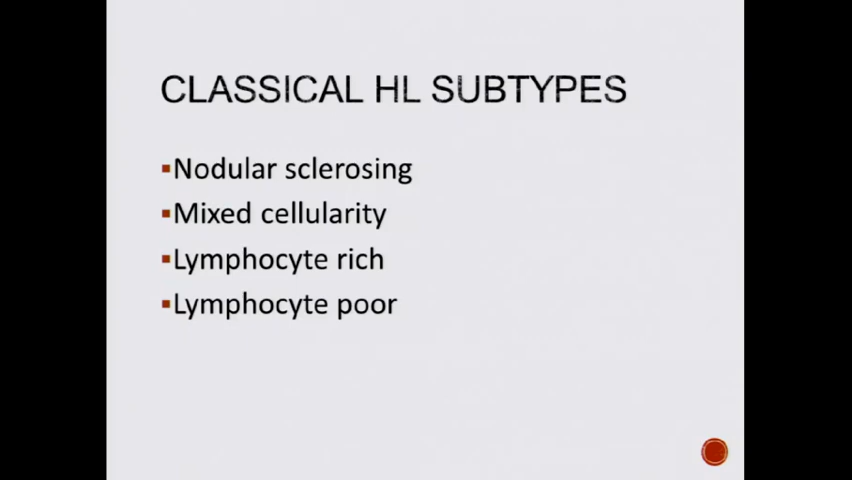 CLASSICAL HL SUBTYPES
▪Nodular sclerosing
▪Mixed cellularity
▪Lymphocyte rich
▪Lymphocyte poor